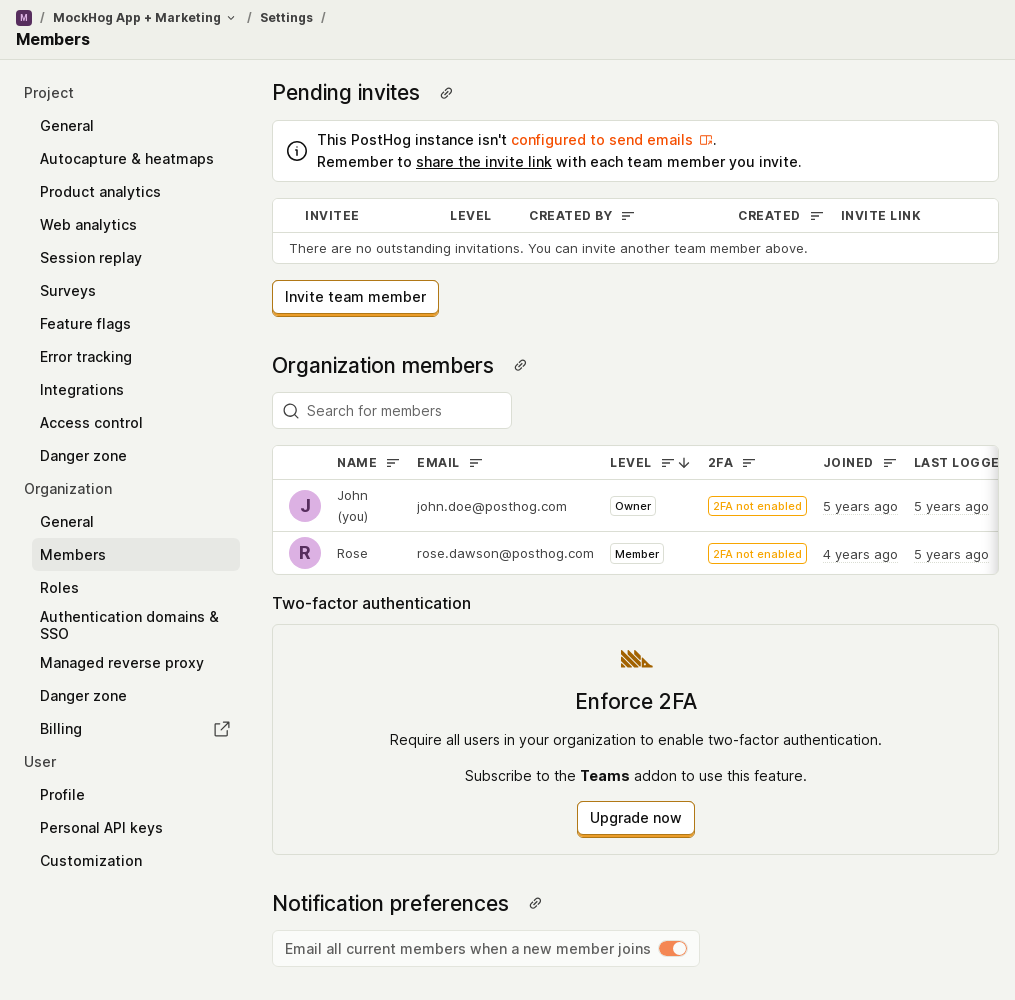 M / MockHog App + Marketing / Settings /
Members
Project
General
Autocapture & heatmaps
Product analytics
Web analytics
Session replay
Surveys
Feature flags
Error tracking
Integrations
Access control
Danger zone
Organization
General
Members
Roles
Authentication domains &
SSO
Managed reverse proxy
Danger zone
Billing
User
Profile
Personal API keys
Customization
Pending invites
This PostHog instance isn't configured to send emails.
Remember to share the invite link with each team member you invite.
INVITEE LEVEL CREATED BY CREATED INVITE LINK
There are no outstanding invitations. You can invite another team member above.
Invite team member
Organization members
Search for members
NAME EMAIL LEVEL 2FA JOINED LAST LOGGE
J John (you) john.doe@posthog.com Owner 2FA not enabled 5 years ago 5 years ago
R Rose rose.dawson@posthog.com Member 2FA not enabled 4 years ago 5 years ago
Two-factor authentication
Enforce 2FA
Require all users in your organization to enable two-factor authentication.
Subscribe to the Teams addon to use this feature.
Upgrade now
Notification preferences
Email all current members when a new member joins